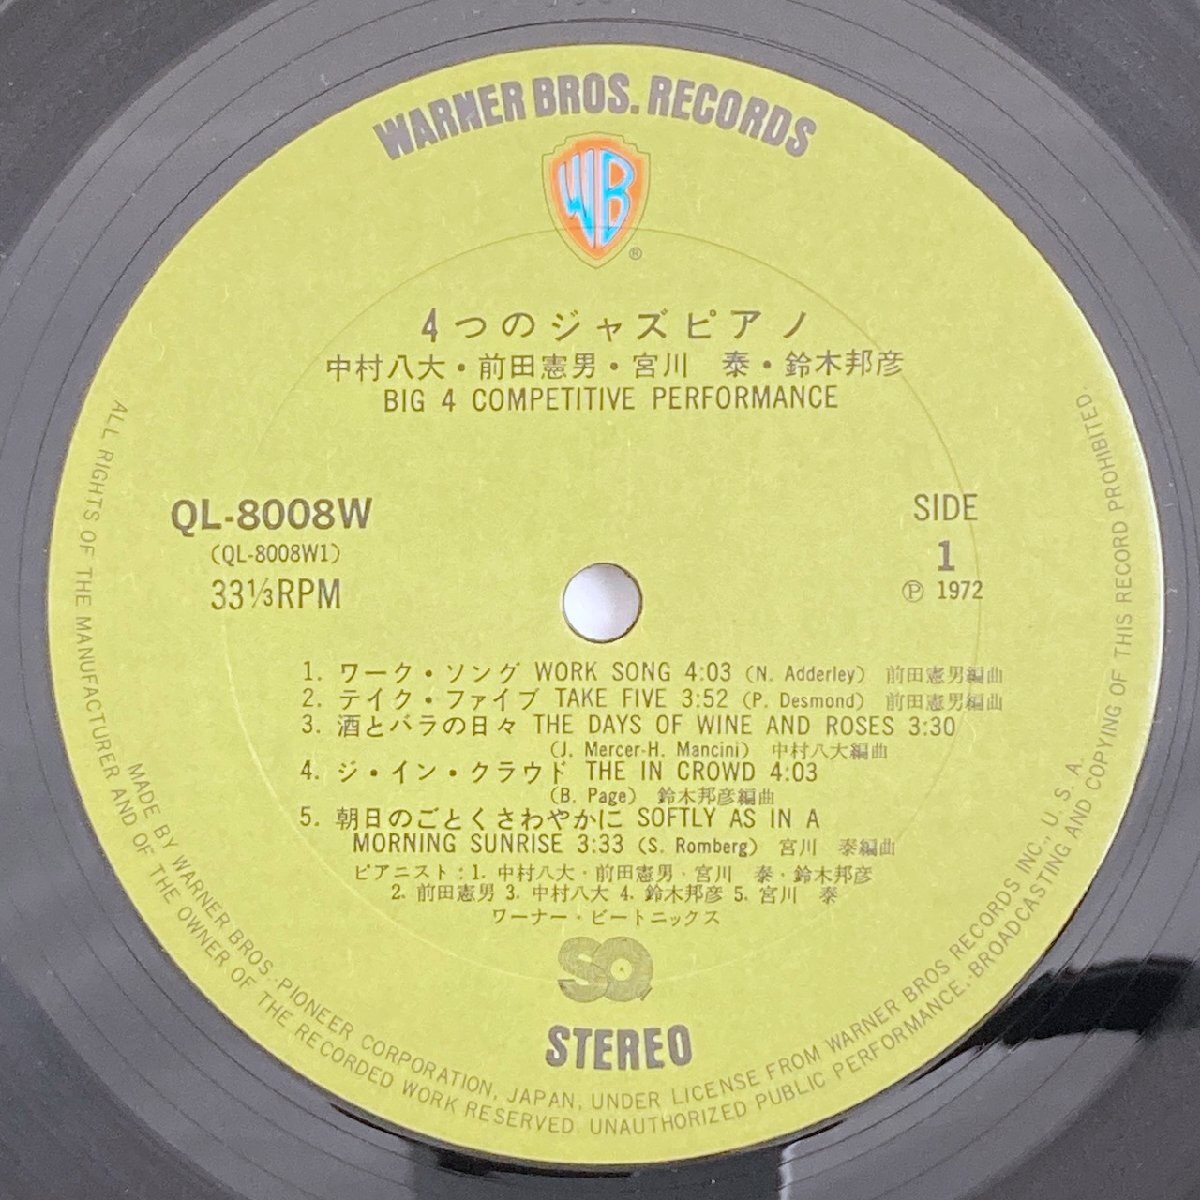 WARNER BROS. RECORDS
WB
®
4つのジャズピアノ
中村八大・前田憲男・宮川　泰・鈴木邦彦
BIG 4 COMPETITIVE PERFORMANCE
QL-8008W
(QL-8008W1)
33⅓RPM
SIDE
1
Ⓟ 1972
1. ワーク・ソング WORK SONG 4:03 (N. Adderley) 前田憲男編曲
2. テイク・ファイブ TAKE FIVE 3:52 (P. Desmond) 前田憲男編曲
3. 酒とバラの日々 THE DAYS OF WINE AND ROSES 3:30
(J. Mercer-H. Mancini) 中村八大編曲
4. ジ・イン・クラウド THE IN CROWD 4:03
(B. Page) 鈴木邦彦編曲
5. 朝日のごとくさわやかに SOFTLY AS IN A
MORNING SUNRISE 3:33 (S. Romberg) 宮川　泰編曲
ピアニスト:1. 中村八大・前田憲男・宮川　泰・鈴木邦彦
2. 前田憲男 3. 中村八大 4. 鈴木邦彦 5. 宮川　泰
ワーナー・ビートニックス
SQ
STEREO
MADE BY WARNER BROS.-PIONEER CORPORATION, JAPAN, UNDER LICENSE FROM WARNER BROS RECORDS INC., U. S. A.
ALL RIGHTS OF THE MANUFACTURER AND OF THE OWNER OF THE RECORDED WORK RESERVED. UNAUTHORIZED PUBLIC PERFORMANCE, BROADCASTING AND COPYING OF THIS RECORD PROHIBITED.